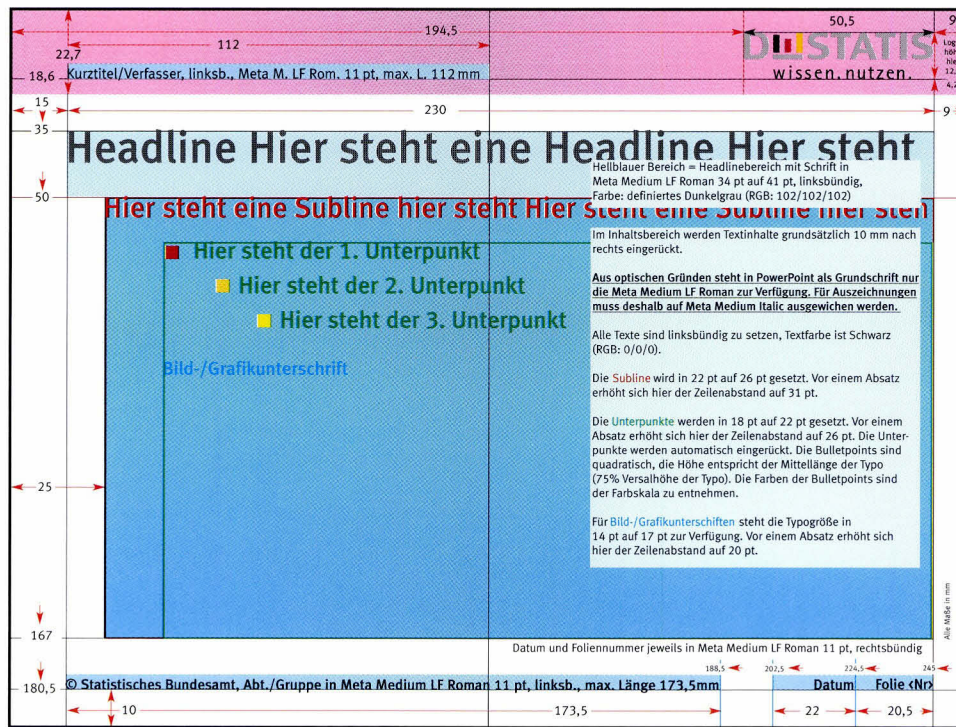 194,5
50,5
9
112
22,7
DESTATIS
wissen.nutzen.
18,6
Kurztitel/Verfasser, linksb., Meta M. LF Rom. 11 pt, max. L. 112 mm
15
230
9
35
Headline Hier steht eine Headline Hier steht
Hellblauer Bereich = Headlinebereich mit Schrift in
Meta Medium LF Roman 34 pt auf 41 pt, linksbündig,
Farbe: definiertes Dunkelgrau (RGB: 102/102/102)
50
Hier steht eine Subline hier steht Hier steht eine Subline hier steh
Im Inhaltsbereich werden Textinhalte grundsätzlich 10 mm nach
rechts eingerückt.
Hier steht der 1. Unterpunkt
Hier steht der 2. Unterpunkt
Hier steht der 3. Unterpunkt
Bild-/Grafikunterschrift
Aus optischen Gründen steht in PowerPoint als Grundschrift nur
die Meta Medium LF Roman zur Verfügung. Für Auszeichnungen
muss deshalb auf Meta Medium Italic ausgewichen werden.
Alle Texte sind linksbündig zu setzen, Textfarbe ist Schwarz
(RGB: 0/0/0).
Die Subline wird in 22 pt auf 26 pt gesetzt. Vor einem Absatz
erhöht sich hier der Zeilenabstand auf 31 pt.
Die Unterpunkte werden in 18 pt auf 22 pt gesetzt. Vor einem
Absatz erhöht sich hier der Zeilenabstand auf 26 pt. Die Unter-
punkte werden automatisch eingerückt. Die Bulletpoints sind
quadratisch, die Höhe entspricht der Mittellänge der Typo
(75% Versalhöhe der Typo). Die Farben der Bulletpoints sind
der Farbskala zu entnehmen.
Für Bild-/Grafikunterschiften steht die Typogröße in
14 pt auf 17 pt zur Verfügung. Vor einem Absatz erhöht sich
hier der Zeilenabstand auf 20 pt.
25
Alle Maße in mm
167
Datum und Foliennummer jeweils in Meta Medium LF Roman 11 pt, rechtsbündig
188,5
202,5
224,5
245
180,5
© Statistisches Bundesamt, Abt./Gruppe in Meta Medium LF Roman 11 pt, linksb., max. Länge 173,5mm
Datum
Folie <Nr>
10
173,5
22
20,5